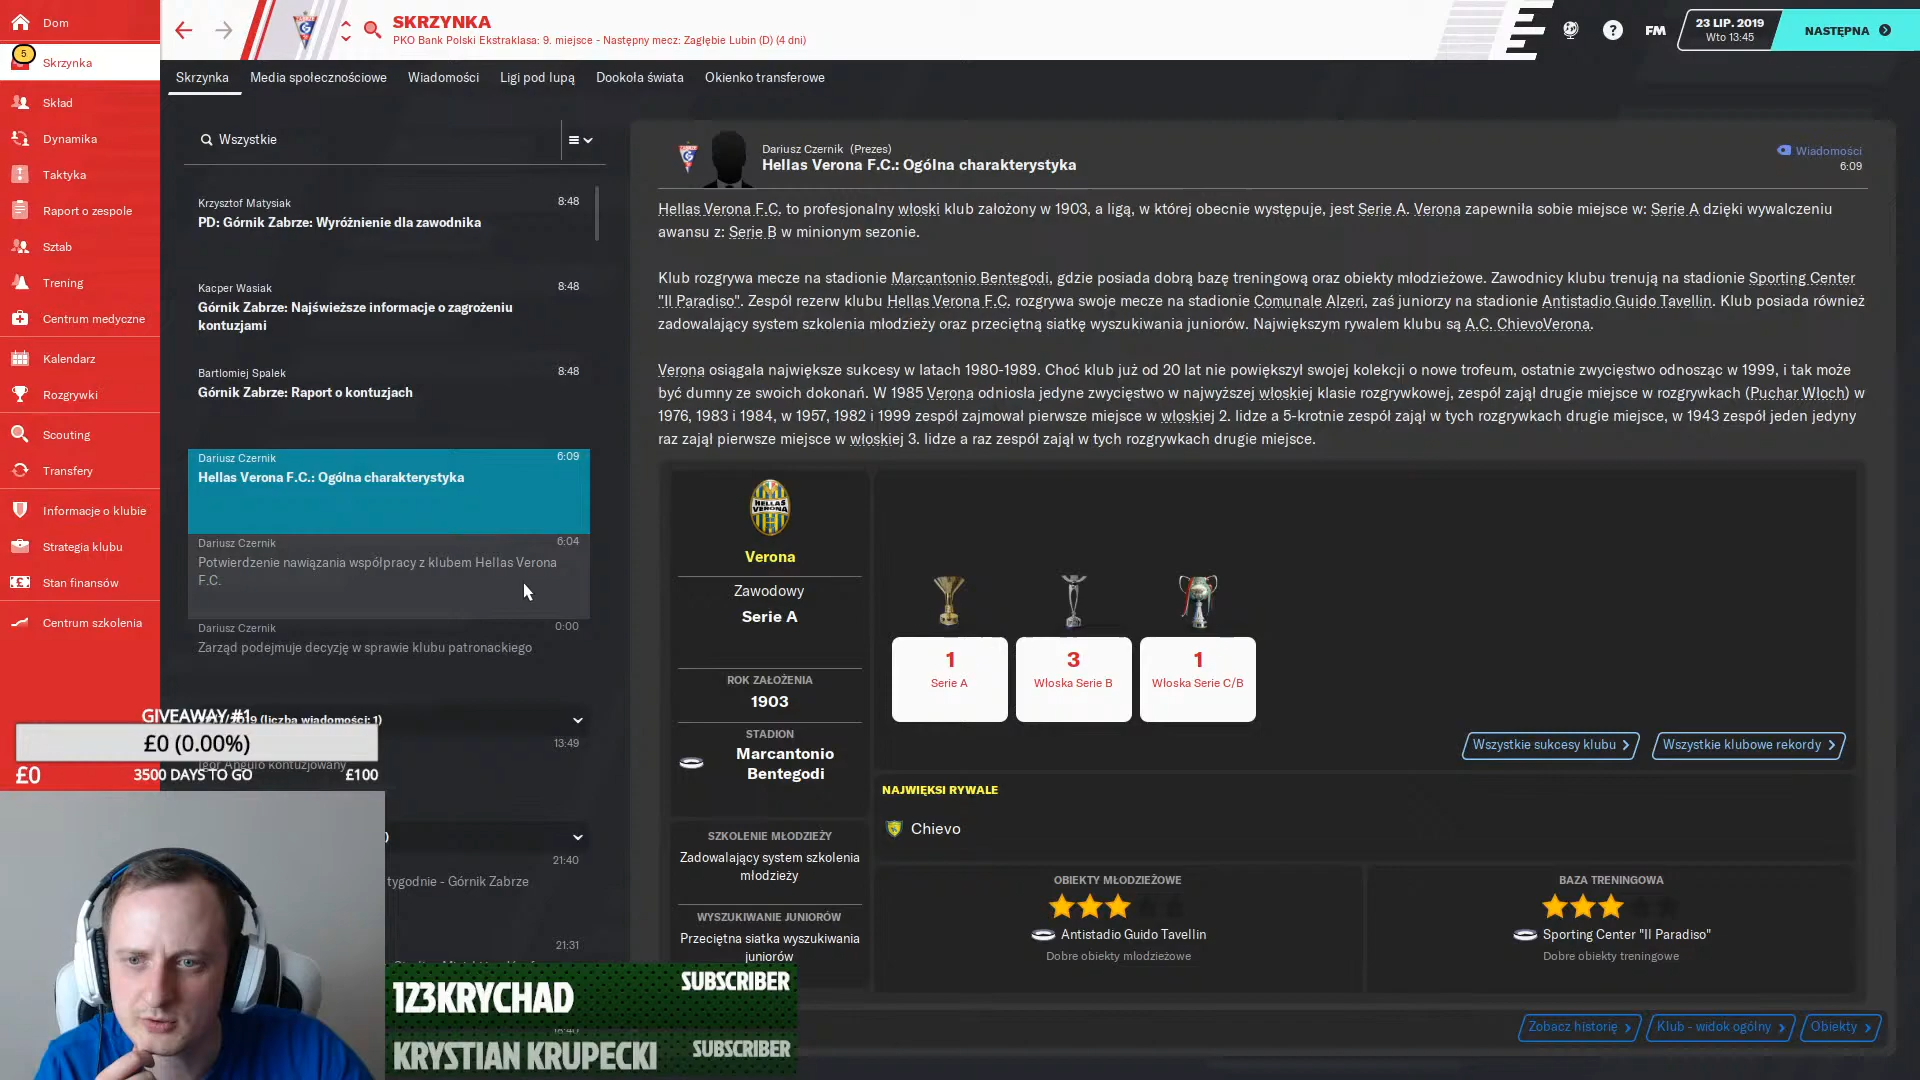 Dom
5
Skrzynka
Skład
Dynamika
Taktyka
Raport o zespole
Sztab
Trening
Centrum medyczne
Kalendarz
Rozgrywki
Scouting
Transfery
Informacje o klubie
Strategia klubu
Stan finansów
Centrum szkolenia
SKRZYNKA
PKO Bank Polski Ekstraklasa: 9. miejsce - Następny mecz: Zagłębie Lubin (D) (4 dni)
?
FM
23 LIP. 2019
Wto 13:45
NASTĘPNA
Skrzynka Media społecznościowe Wiadomości Ligi pod lupą Dookoła świata Okienko transferowe
Wszystkie
Krzysztof Matysiak 8:48
PD: Górnik Zabrze: Wyróżnienie dla zawodnika
Kacper Wasiak 8:48
Górnik Zabrze: Najświeższe informacje o zagrożeniu
kontuzjami
Bartłomiej Spałek 8:48
Górnik Zabrze: Raport o kontuzjach
Dariusz Czernik 6:09
Hellas Verona F.C.: Ogólna charakterystyka
Dariusz Czernik 6:04
Potwierdzenie nawiązania współpracy z klubem Hellas Verona
F.C.
Dariusz Czernik 0:00
Zarząd podejmuje decyzję w sprawie klubu patronackiego
2019 (liczba wiadomości: 1)
13:49
Igor Angulo kontuzjowany
21:40
tygodnie - Górnik Zabrze
21:31
GIVEAWAY #1
£0 (0.00%)
£0 3500 DAYS TO GO £100
Dariusz Czernik (Prezes)
Hellas Verona F.C.: Ogólna charakterystyka
Wiadomości
6:09
Hellas Verona F.C. to profesjonalny włoski klub założony w 1903, a ligą, w której obecnie występuje, jest Serie A. Verona zapewniła sobie miejsce w: Serie A dzięki wywalczeniu
awansu z: Serie B w minionym sezonie.
Klub rozgrywa mecze na stadionie Marcantonio Bentegodi, gdzie posiada dobrą bazę treningową oraz obiekty młodzieżowe. Zawodnicy klubu trenują na stadionie Sporting Center
"Il Paradiso". Zespół rezerw klubu Hellas Verona F.C. rozgrywa swoje mecze na stadionie Comunale Alzeri, zaś juniorzy na stadionie Antistadio Guido Tavellin. Klub posiada również
zadowalający system szkolenia młodzieży oraz przeciętną siatkę wyszukiwania juniorów. Największym rywalem klubu są A.C. ChievoVerona.
Verona osiągała największe sukcesy w latach 1980-1989. Choć klub już od 20 lat nie powiększył swojej kolekcji o nowe trofeum, ostatnie zwycięstwo odnosząc w 1999, i tak może
być dumny ze swoich dokonań. W 1985 Verona odniosła jedyne zwycięstwo w najwyższej włoskiej klasie rozgrywkowej, zespół zajął drugie miejsce w rozgrywkach (Puchar Włoch) w
1976, 1983 i 1984, w 1957, 1982 i 1999 zespół zajmował pierwsze miejsce w włoskiej 2. lidze a 5-krotnie zespół zajął w tych rozgrywkach drugie miejsce, w 1943 zespół jeden jedyny
raz zajął pierwsze miejsce w włoskiej 3. lidze a raz zespół zajął w tych rozgrywkach drugie miejsce.
HELLAS
VERONA
Verona
Zawodowy
Serie A
ROK ZAŁOŻENIA
1903
STADION
Marcantonio
Bentegodi
SZKOLENIE MŁODZIEŻY
Zadowalający system szkolenia
młodzieży
WYSZUKIWANIE JUNIORÓW
Przeciętna siatka wyszukiwania
juniorów
1 3 1
Serie A Włoska Serie B Włoska Serie C/B
Wszystkie sukcesy klubu
Wszystkie klubowe rekordy
NAJWIĘKSI RYWALE
Chievo
OBIEKTY MŁODZIEŻOWE
Antistadio Guido Tavellin
Dobre obiekty młodzieżowe
BAZA TRENINGOWA
Sporting Center "Il Paradiso"
Dobre obiekty treningowe
Zobacz historię
Klub - widok ogólny
Obiekty
123KRYCHAD SUBSCRIBER
KRYSTIAN KRUPECKI SUBSCRIBER